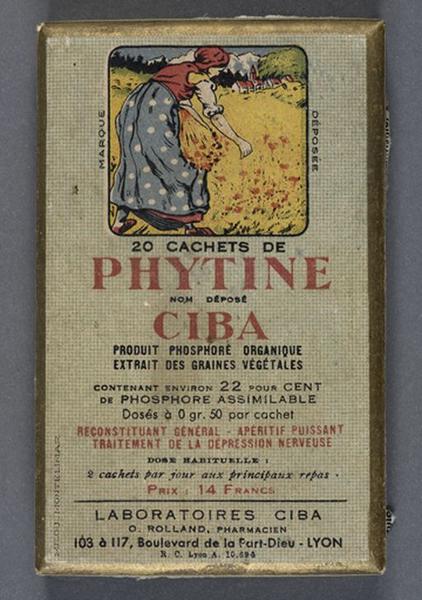 MARQUE
DÉPOSÉE
20 CACHETS DE
PHYTINE
NOM DÉPOSÉ
CIBA
PRODUIT PHOSPHORÉ ORGANIQUE
EXTRAIT DES GRAINES VÉGÉTALES
CONTENANT ENVIRON 22 POUR CENT
DE PHOSPHORE ASSIMILABLE
Dosés à 0 gr. 50 par cachet
RECONSTITUANT GÉNÉRAL - APÉRITIF PUISSANT
TRAITEMENT DE LA DÉPRESSION NERVEUSE
DOSE HABITUELLE :
2 cachets par jour aux principaux repas -
PRIX : 14 FRANCS
LABORATOIRES CIBA
O. ROLLAND, PHARMACIEN
103 à 117, Boulevard de la Part-Dieu - LYON
R. C. Lyon A. 10.694